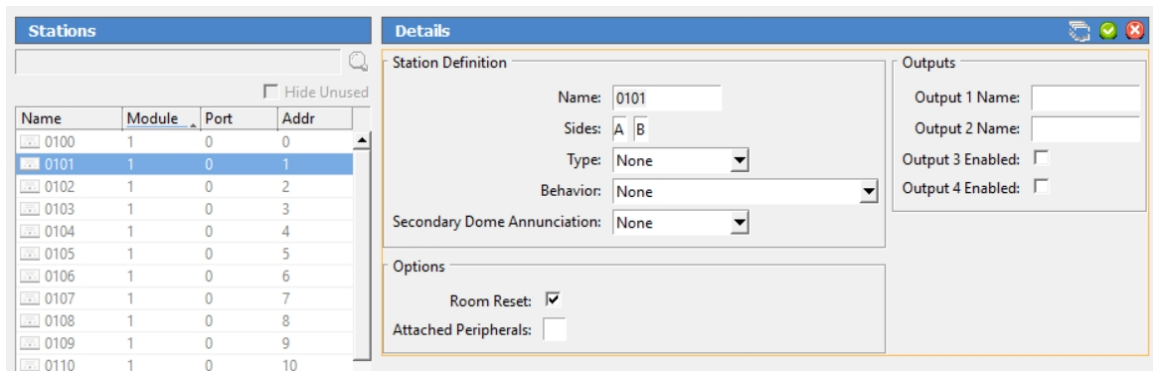 Stations
Hide Unused
Name Module Port Addr
0100 1 0 0
0101 1 0 1
0102 1 0 2
0103 1 0 3
0104 1 0 4
0105 1 0 5
0106 1 0 6
0107 1 0 7
0108 1 0 8
0109 1 0 9
0110 1 0 10
Details
Station Definition
Name: 0101
Sides: A B
Type: None
Behavior: None
Secondary Dome Annunciation: None
Options
Room Reset:
Attached Peripherals:
Outputs
Output 1 Name:
Output 2 Name:
Output 3 Enabled:
Output 4 Enabled: